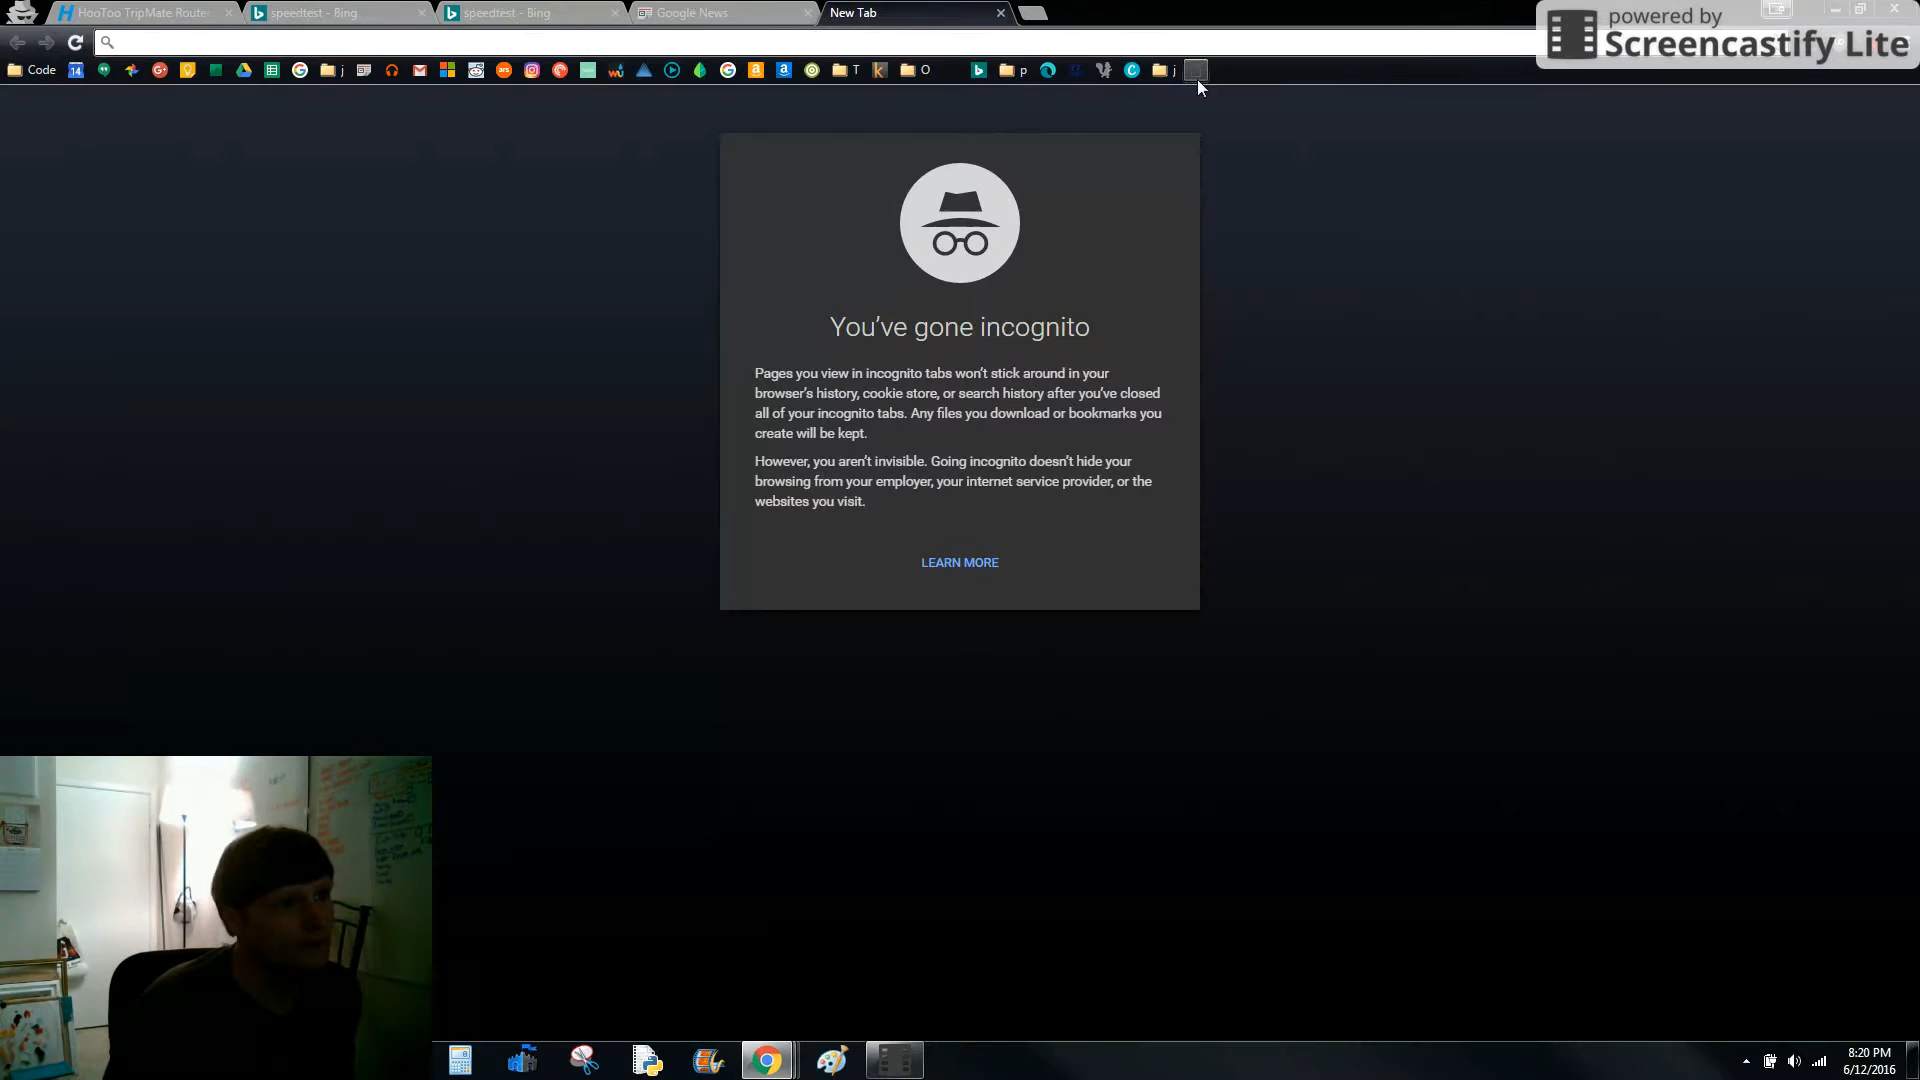 HooToo TripMate Route
speedtest - Bing
speedtest - Bing
Google News
New Tab
powered by
Screencastify Lite
Code
14
j
T
O
p
j
You've gone incognito
Pages you view in incognito tabs won't stick around in your
browser's history, cookie store, or search history after you've closed
all of your incognito tabs. Any files you download or bookmarks you
create will be kept.
However, you aren't invisible. Going incognito doesn't hide your
browsing from your employer, your internet service provider, or the
websites you visit.
LEARN MORE
8:20 PM
6/12/2016